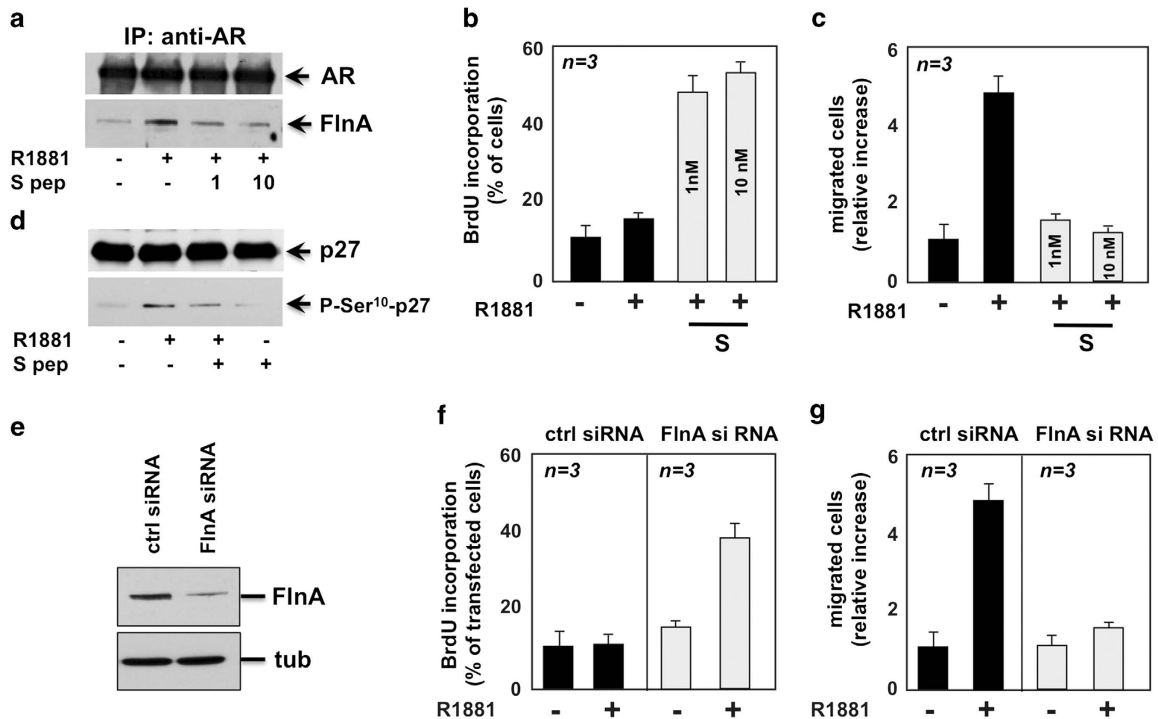 a
IP: anti-AR
AR
FlnA
R1881 - + + +
S pep - - 1 10
b
60
40
20
0
BrdU incorporation
(% of cells)
n=3
1nM
10 nM
R1881 - + + +
S
c
6
4
2
0
migrated cells
(relative increase)
n=3
1nM
10 nM
R1881 - + + +
S
d
p27
P-Ser¹⁰-p27
R1881 - + + -
S pep - - + +
e
ctrl siRNA
FlnA siRNA
FlnA
tub
f
ctrl siRNA FlnA si RNA
60
40
20
0
BrdU incorporation
(% of transfected cells)
n=3 n=3
R1881 - + - +
g
ctrl siRNA FlnA si RNA
6
4
2
0
migrated cells
(relative increase)
n=3 n=3
R1881 - + - +